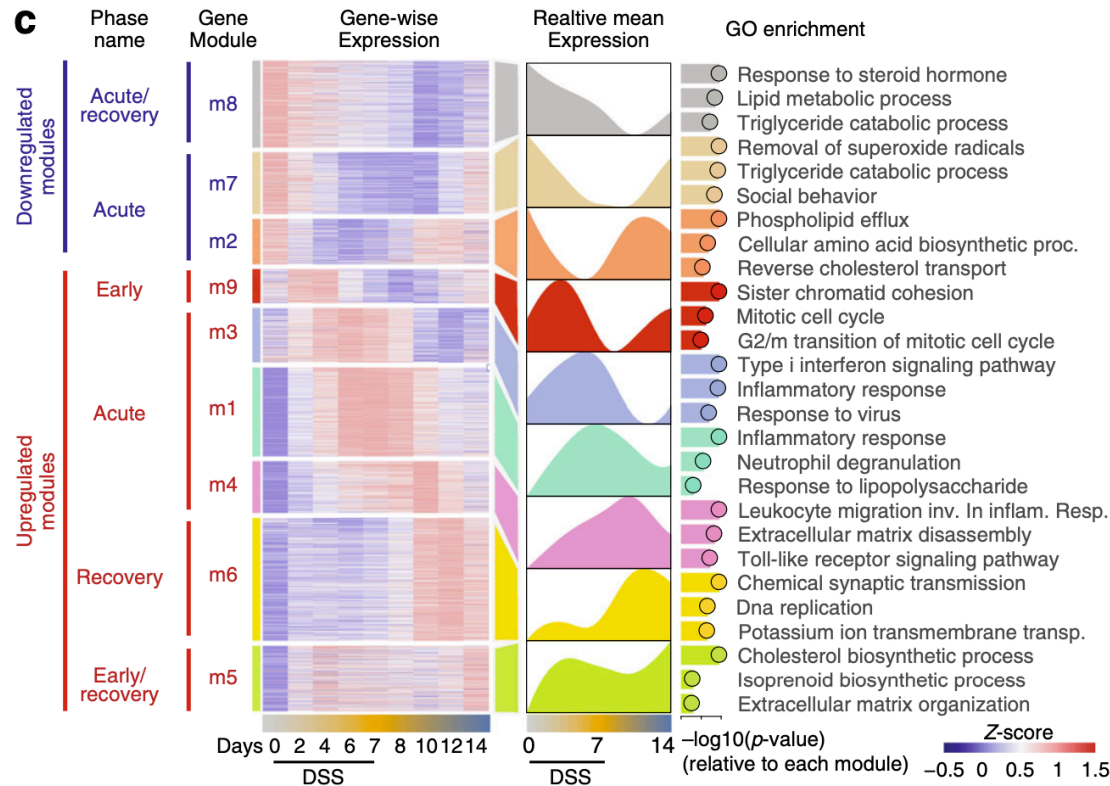 c
Phase name
Gene Module
Gene-wise Expression
Realtive mean Expression
GO enrichment
Downregulated modules
Upregulated modules
Acute/recovery
Acute
Early
Acute
Recovery
Early/recovery
m8
m7
m2
m9
m3
m1
m4
m6
m5
Response to steroid hormone
Lipid metabolic process
Triglyceride catabolic process
Removal of superoxide radicals
Triglyceride catabolic process
Social behavior
Phospholipid efflux
Cellular amino acid biosynthetic proc.
Reverse cholesterol transport
Sister chromatid cohesion
Mitotic cell cycle
G2/m transition of mitotic cell cycle
Type i interferon signaling pathway
Inflammatory response
Response to virus
Inflammatory response
Neutrophil degranulation
Response to lipopolysaccharide
Leukocyte migration inv. In inflam. Resp.
Extracellular matrix disassembly
Toll-like receptor signaling pathway
Chemical synaptic transmission
Dna replication
Potassium ion transmembrane transp.
Cholesterol biosynthetic process
Isoprenoid biosynthetic process
Extracellular matrix organization
Days 0 2 4 6 7 8 10 12 14
DSS
0 7 14
DSS
–log10(p-value)
(relative to each module)
Z-score
–0.5 0 0.5 1 1.5